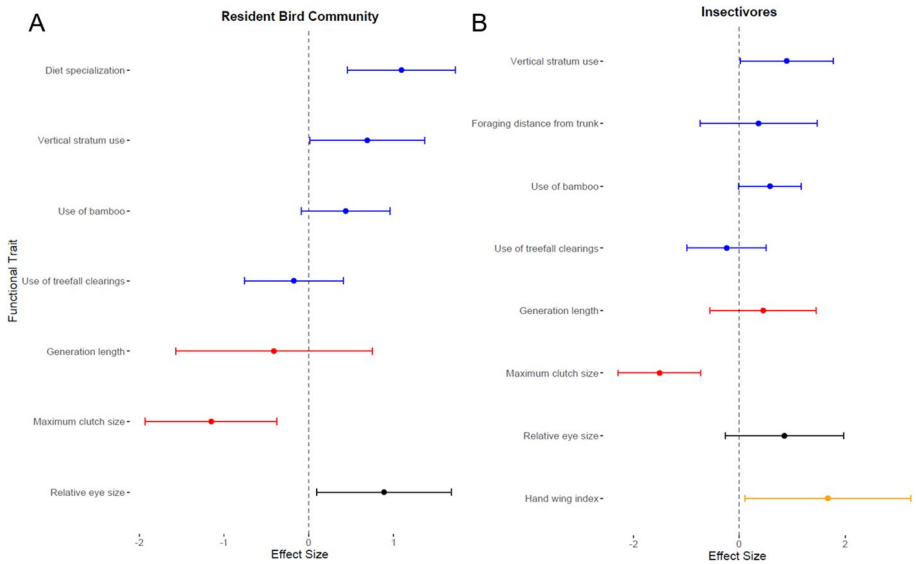 A
Resident Bird Community
Functional Trait
Diet specialization
Vertical stratum use
Use of bamboo
Use of treefall clearings
Generation length
Maximum clutch size
Relative eye size
-2
-1
0
1
Effect Size
B
Insectivores
Vertical stratum use
Foraging distance from trunk
Use of bamboo
Use of treefall clearings
Generation length
Maximum clutch size
Relative eye size
Hand wing index
-2
0
2
Effect Size